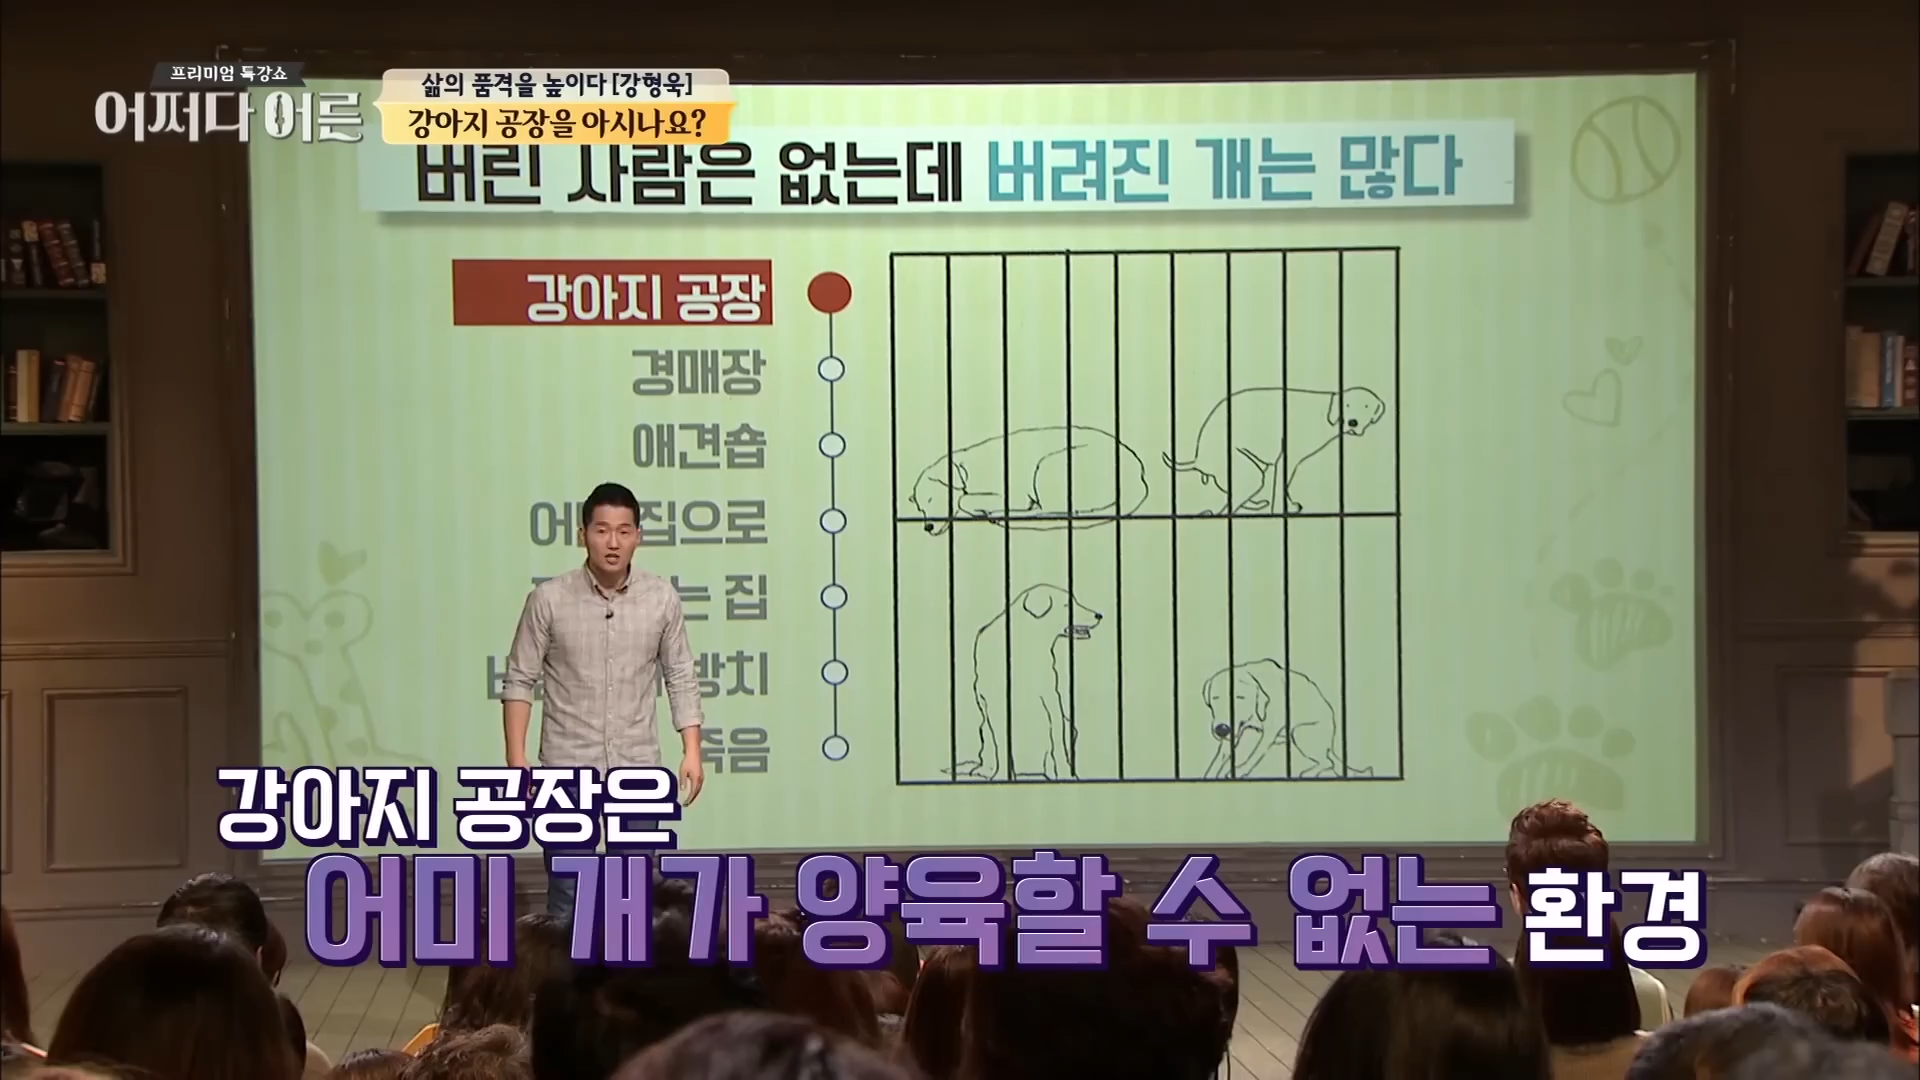 프리미엄 특강쇼
어쩌다 어른
삶의 품격을 높이다 [강형욱]
강아지 공장을 아시나요?
버린 사람은 없는데 버려진 개는 많다
강아지 공장
경매장
애견숍
집으로
는 집
방치
죽음
강아지 공장은
어미 개가 양육할 수 없는 환경